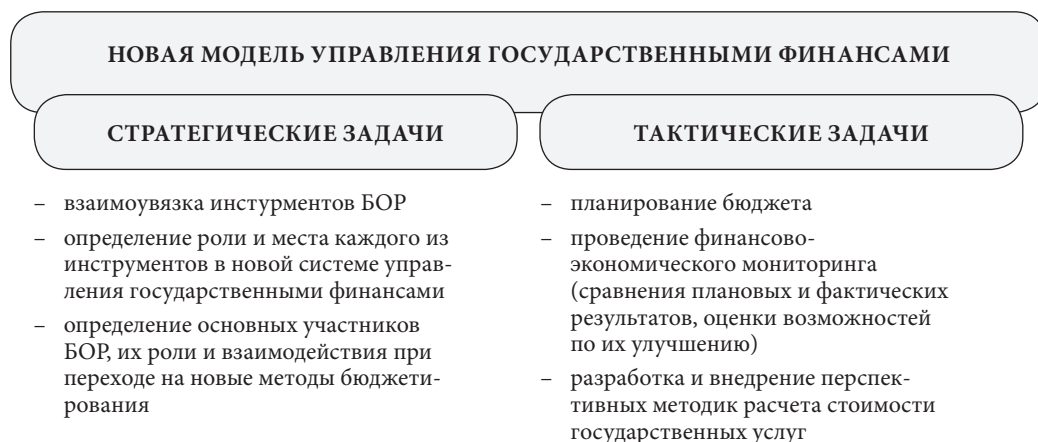 НОВАЯ МОДЕЛЬ УПРАВЛЕНИЯ ГОСУДАРСТВЕННЫМИ ФИНАНСАМИ
СТРАТЕГИЧЕСКИЕ ЗАДАЧИ
– взаимоувязка инстурментов БОР
– определение роли и места каждого из
инструментов в новой системе управ-
ления государственными финансами
– определение основных участников
БОР, их роли и взаимодействия при
переходе на новые методы бюджети-
рования
ТАКТИЧЕСКИЕ ЗАДАЧИ
– планирование бюджета
– проведение финансово-
экономического мониторинга
(сравнения плановых и фактических
результатов, оценки возможностей
по их улучшению)
– разработка и внедрение перспек-
тивных методик расчета стоимости
государственных услуг